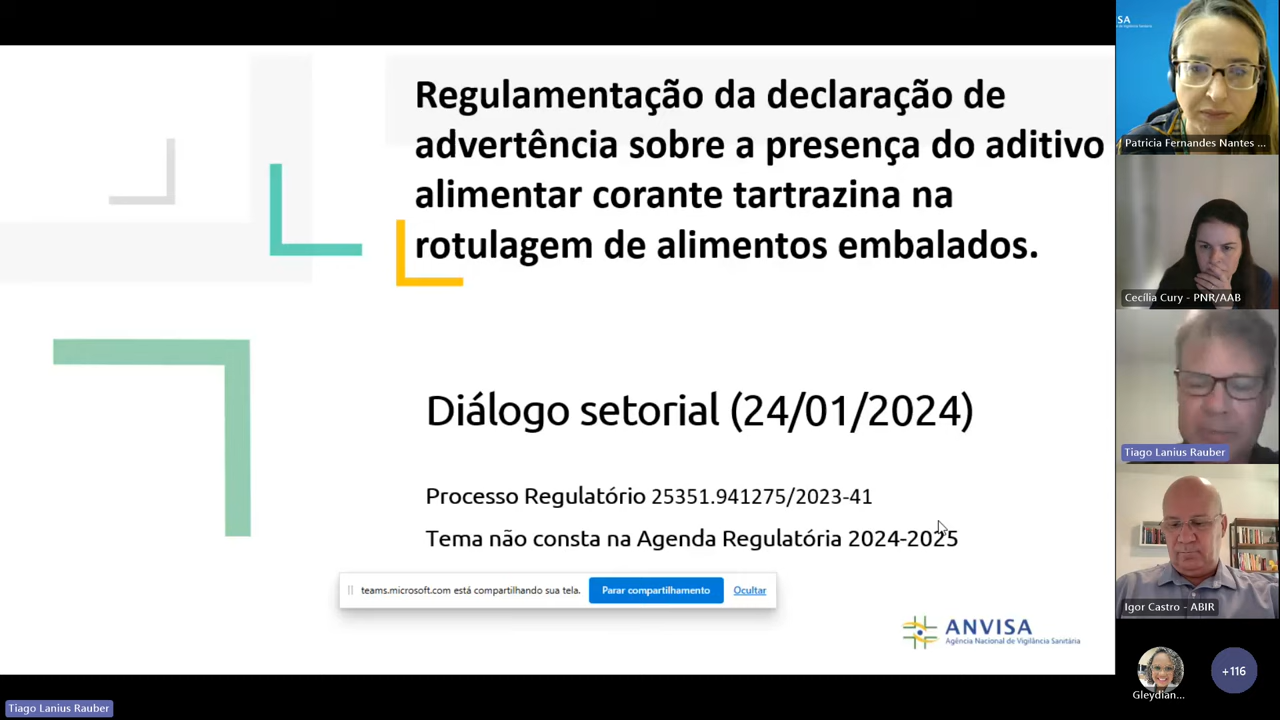 Regulamentação da declaração de
advertência sobre a presença do aditivo
alimentar corante tartrazina na
rotulagem de alimentos embalados.
Diálogo setorial (24/01/2024)
Processo Regulatório 25351.941275/2023-41
Tema não consta na Agenda Regulatória 2024-2025
teams.microsoft.com está compartilhando sua tela.
Parar compartilhamento
Ocultar
ANVISA
Agência Nacional de Vigilância Sanitária
Patricia Fernandes Nantes ...
Cecília Cury - PNR/AAB
Tiago Lanius Rauber
Igor Castro - ABIR
Gleydian...
+116
Tiago Lanius Rauber